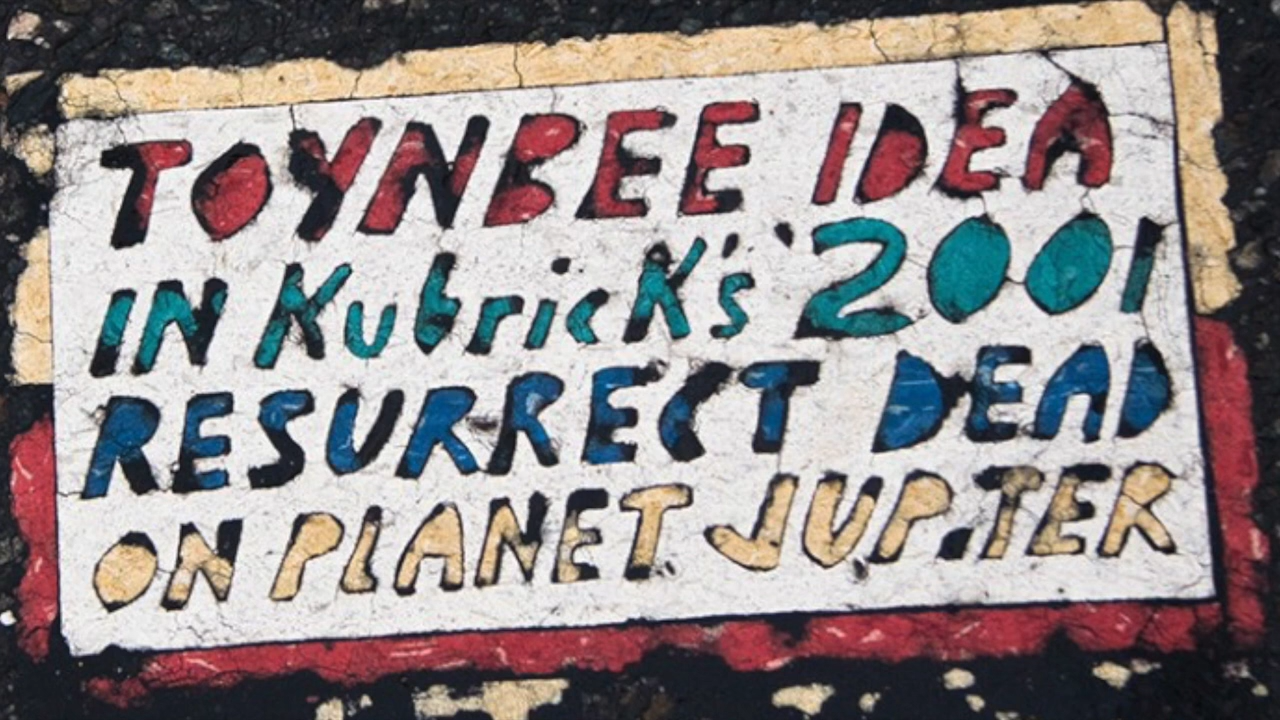 TOYNBEE IDEA
IN KubricK's '2001
RESURRECT DEAD
ON PLANET JUPiTER